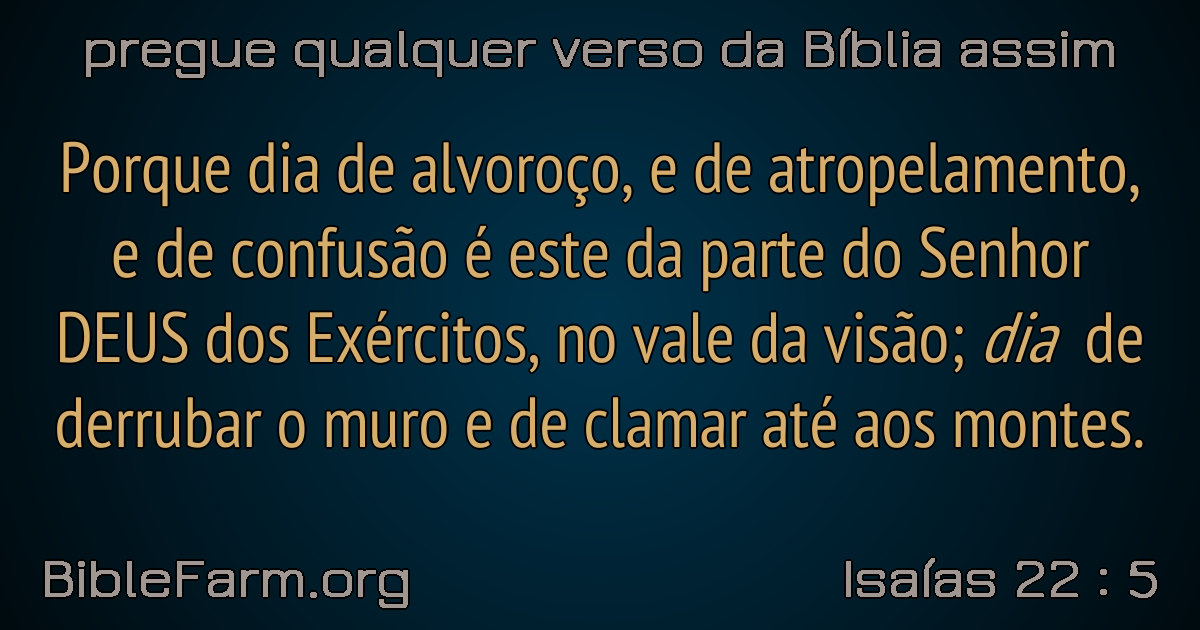 pregue qualquer verso da Bíblia assim
Porque dia de alvoroço, e de atropelamento,
e de confusão é este da parte do Senhor
DEUS dos Exércitos, no vale da visão; dia de
derrubar o muro e de clamar até aos montes.
BibleFarm.org
Isaías 22 : 5